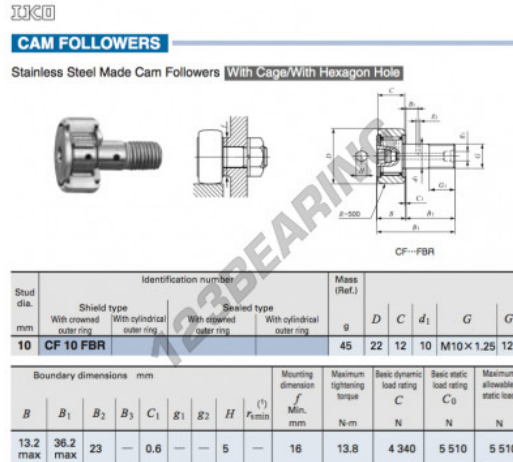 IKO
CAM FOLLOWERS
Stainless Steel Made Cam Followers With Cage/With Hexagon Hole
R=500
CF···FBR
123BEARING
Stud dia. mm
Identification number
Mass (Ref.) g
Shield type
Sealed type
With crowned outer ring
With cylindrical outer ring
With crowned outer ring
With cylindrical outer ring
D C d1 G
10 CF 10 FBR 45 22 12 10 M10×1.25
Boundary dimensions mm
Mounting dimension f Min. mm
Maximum tightening torque N-m
Basic dynamic load rating C N
Basic static load rating C0 N
Maximum allowable static load N
B B1 B2 B3 C1 g1 g2 H rsmin(1)
13.2 max 36.2 max 23 — 0.6 — — 5 — 16 13.8 4 340 5 510 5 510